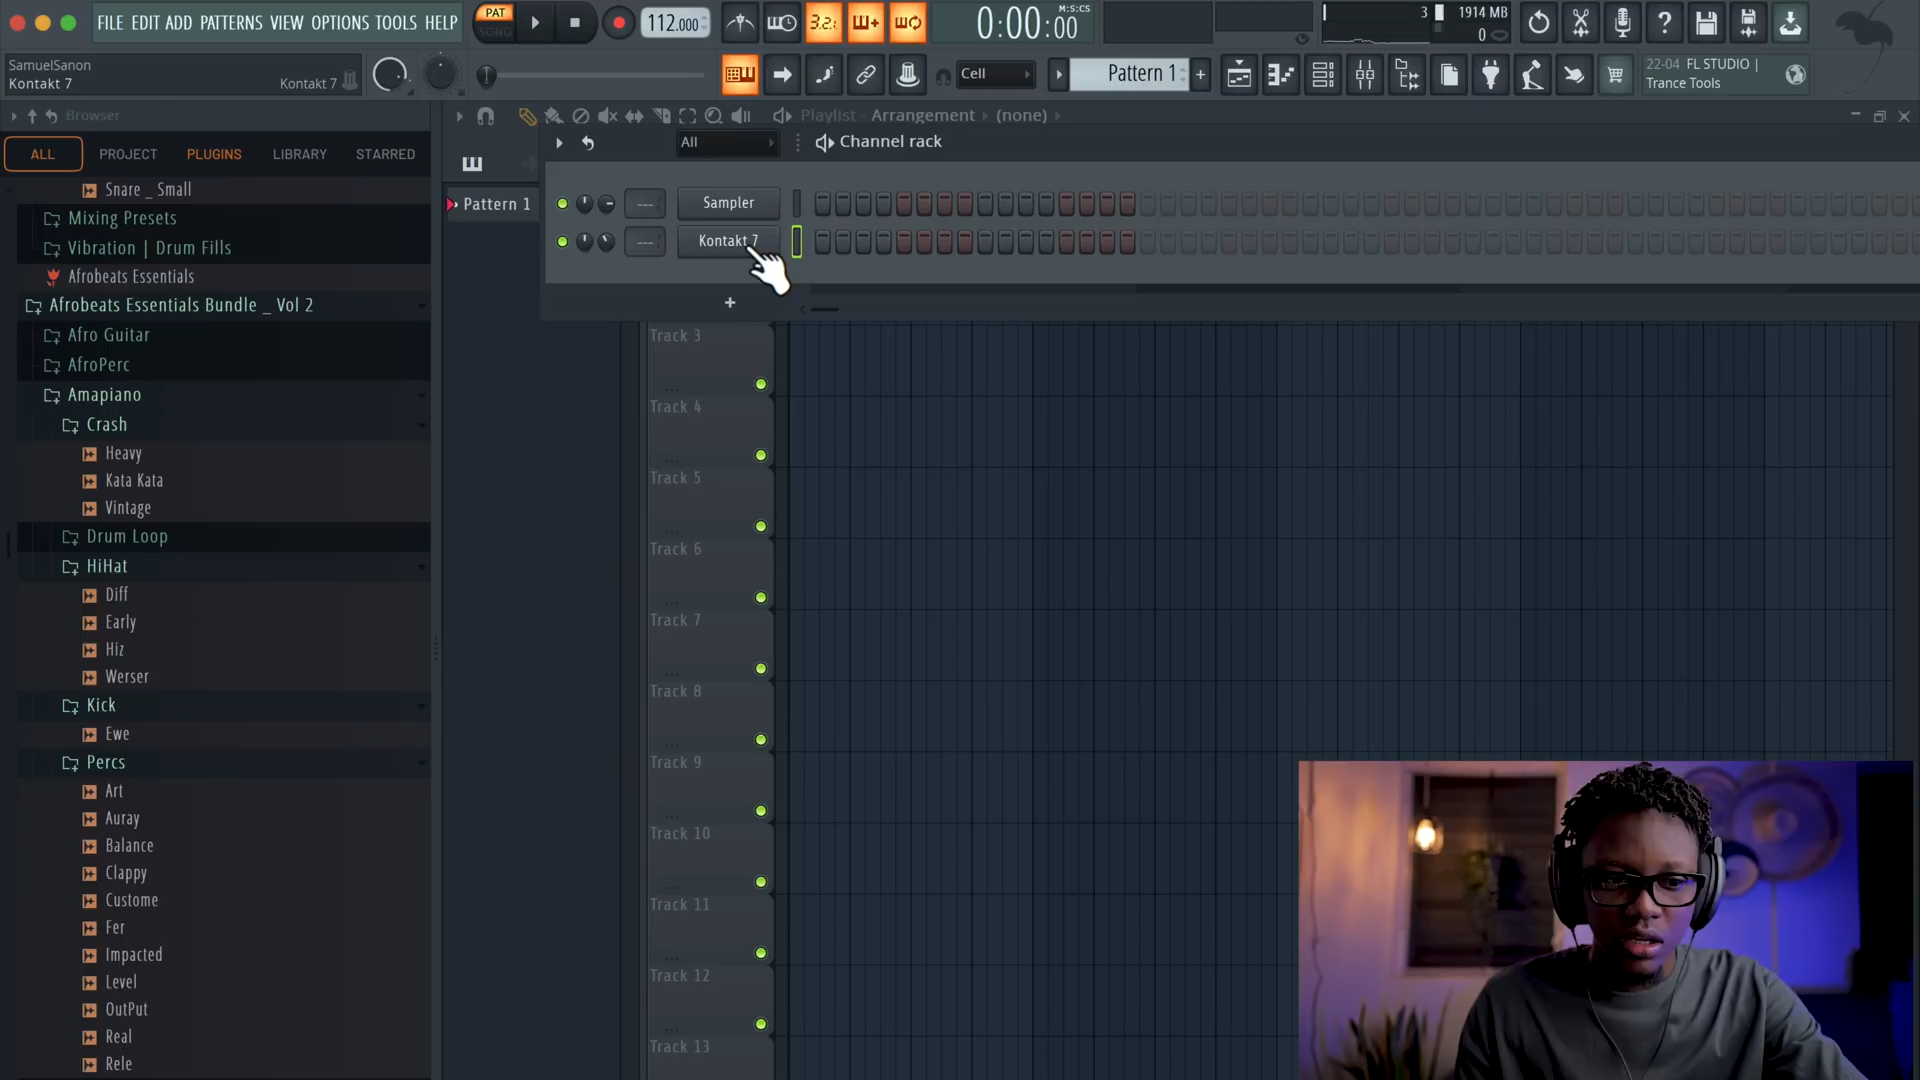 FILE EDIT ADD PATTERNS VIEW OPTIONS TOOLS HELP
PAT
SONG
112.000
3.2:
0:00:00
M:S:CS
3
1914 MB
0
SamuelSanon
Kontakt 7
Kontakt 7
Cell
Pattern 1
22-04 FL STUDIO |
Trance Tools
Browser
Playlist - Arrangement
(none)
ALL
PROJECT
PLUGINS
LIBRARY
STARRED
All
Channel rack
Snare _ Small
Mixing Presets
Vibration | Drum Fills
Afrobeats Essentials
Afrobeats Essentials Bundle _ Vol 2
Afro Guitar
AfroPerc
Amapiano
Crash
Heavy
Kata Kata
Vintage
Drum Loop
HiHat
Diff
Early
Hiz
Werser
Kick
Ewe
Percs
Art
Auray
Balance
Clappy
Custome
Fer
Impacted
Level
OutPut
Real
Rele
Pattern 1
---
Sampler
---
Kontakt 7
Track 3
Track 4
Track 5
Track 6
Track 7
Track 8
Track 9
Track 10
Track 11
Track 12
Track 13